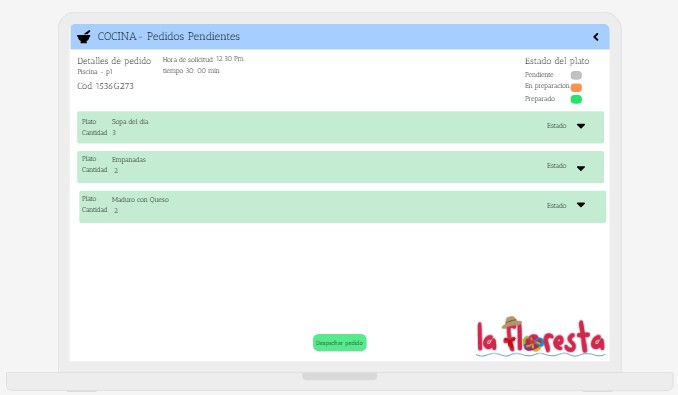 COCINA - Pedidos Pendientes
Detalles de pedido
Piscina - p1
Cod 1536G273
Hora de solicitud 12:30 Pm
tiempo 30: 00 min
Estado del plato
Pendiente
En preparacion
Preparado
Plato Sopa del día
Cantidad 3
Estado
Plato Empanadas
Cantidad 2
Estado
Plato Maduro con Queso
Cantidad 2
Estado
Despachar pedido
la floresta